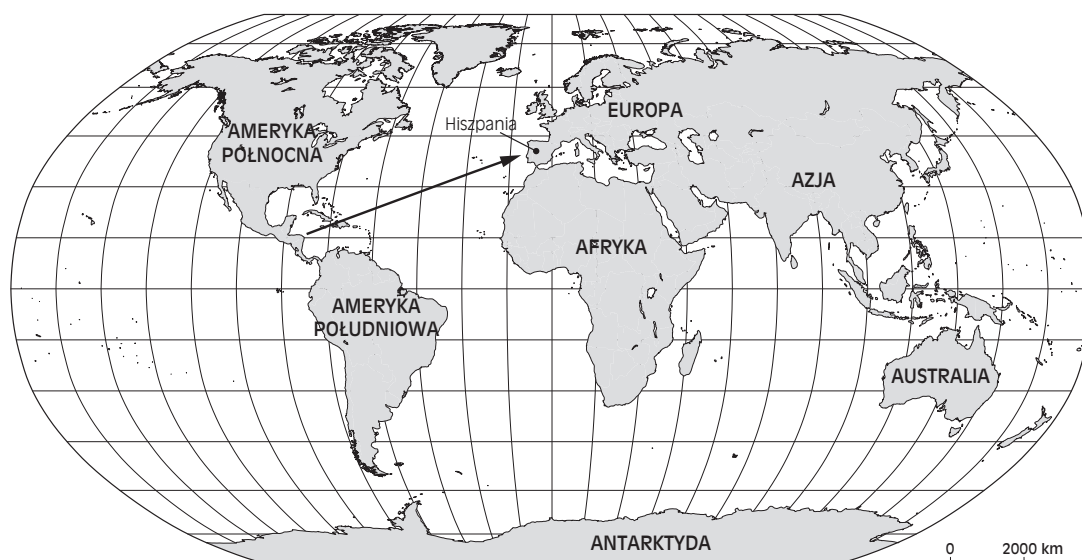 Hiszpania
EUROPA
AMERYKA
PÓŁNOCNA
AZJA
AFRYKA
AMERYKA
POŁUDNIOWA
AUSTRALIA
ANTARKTYDA
0 2000 km